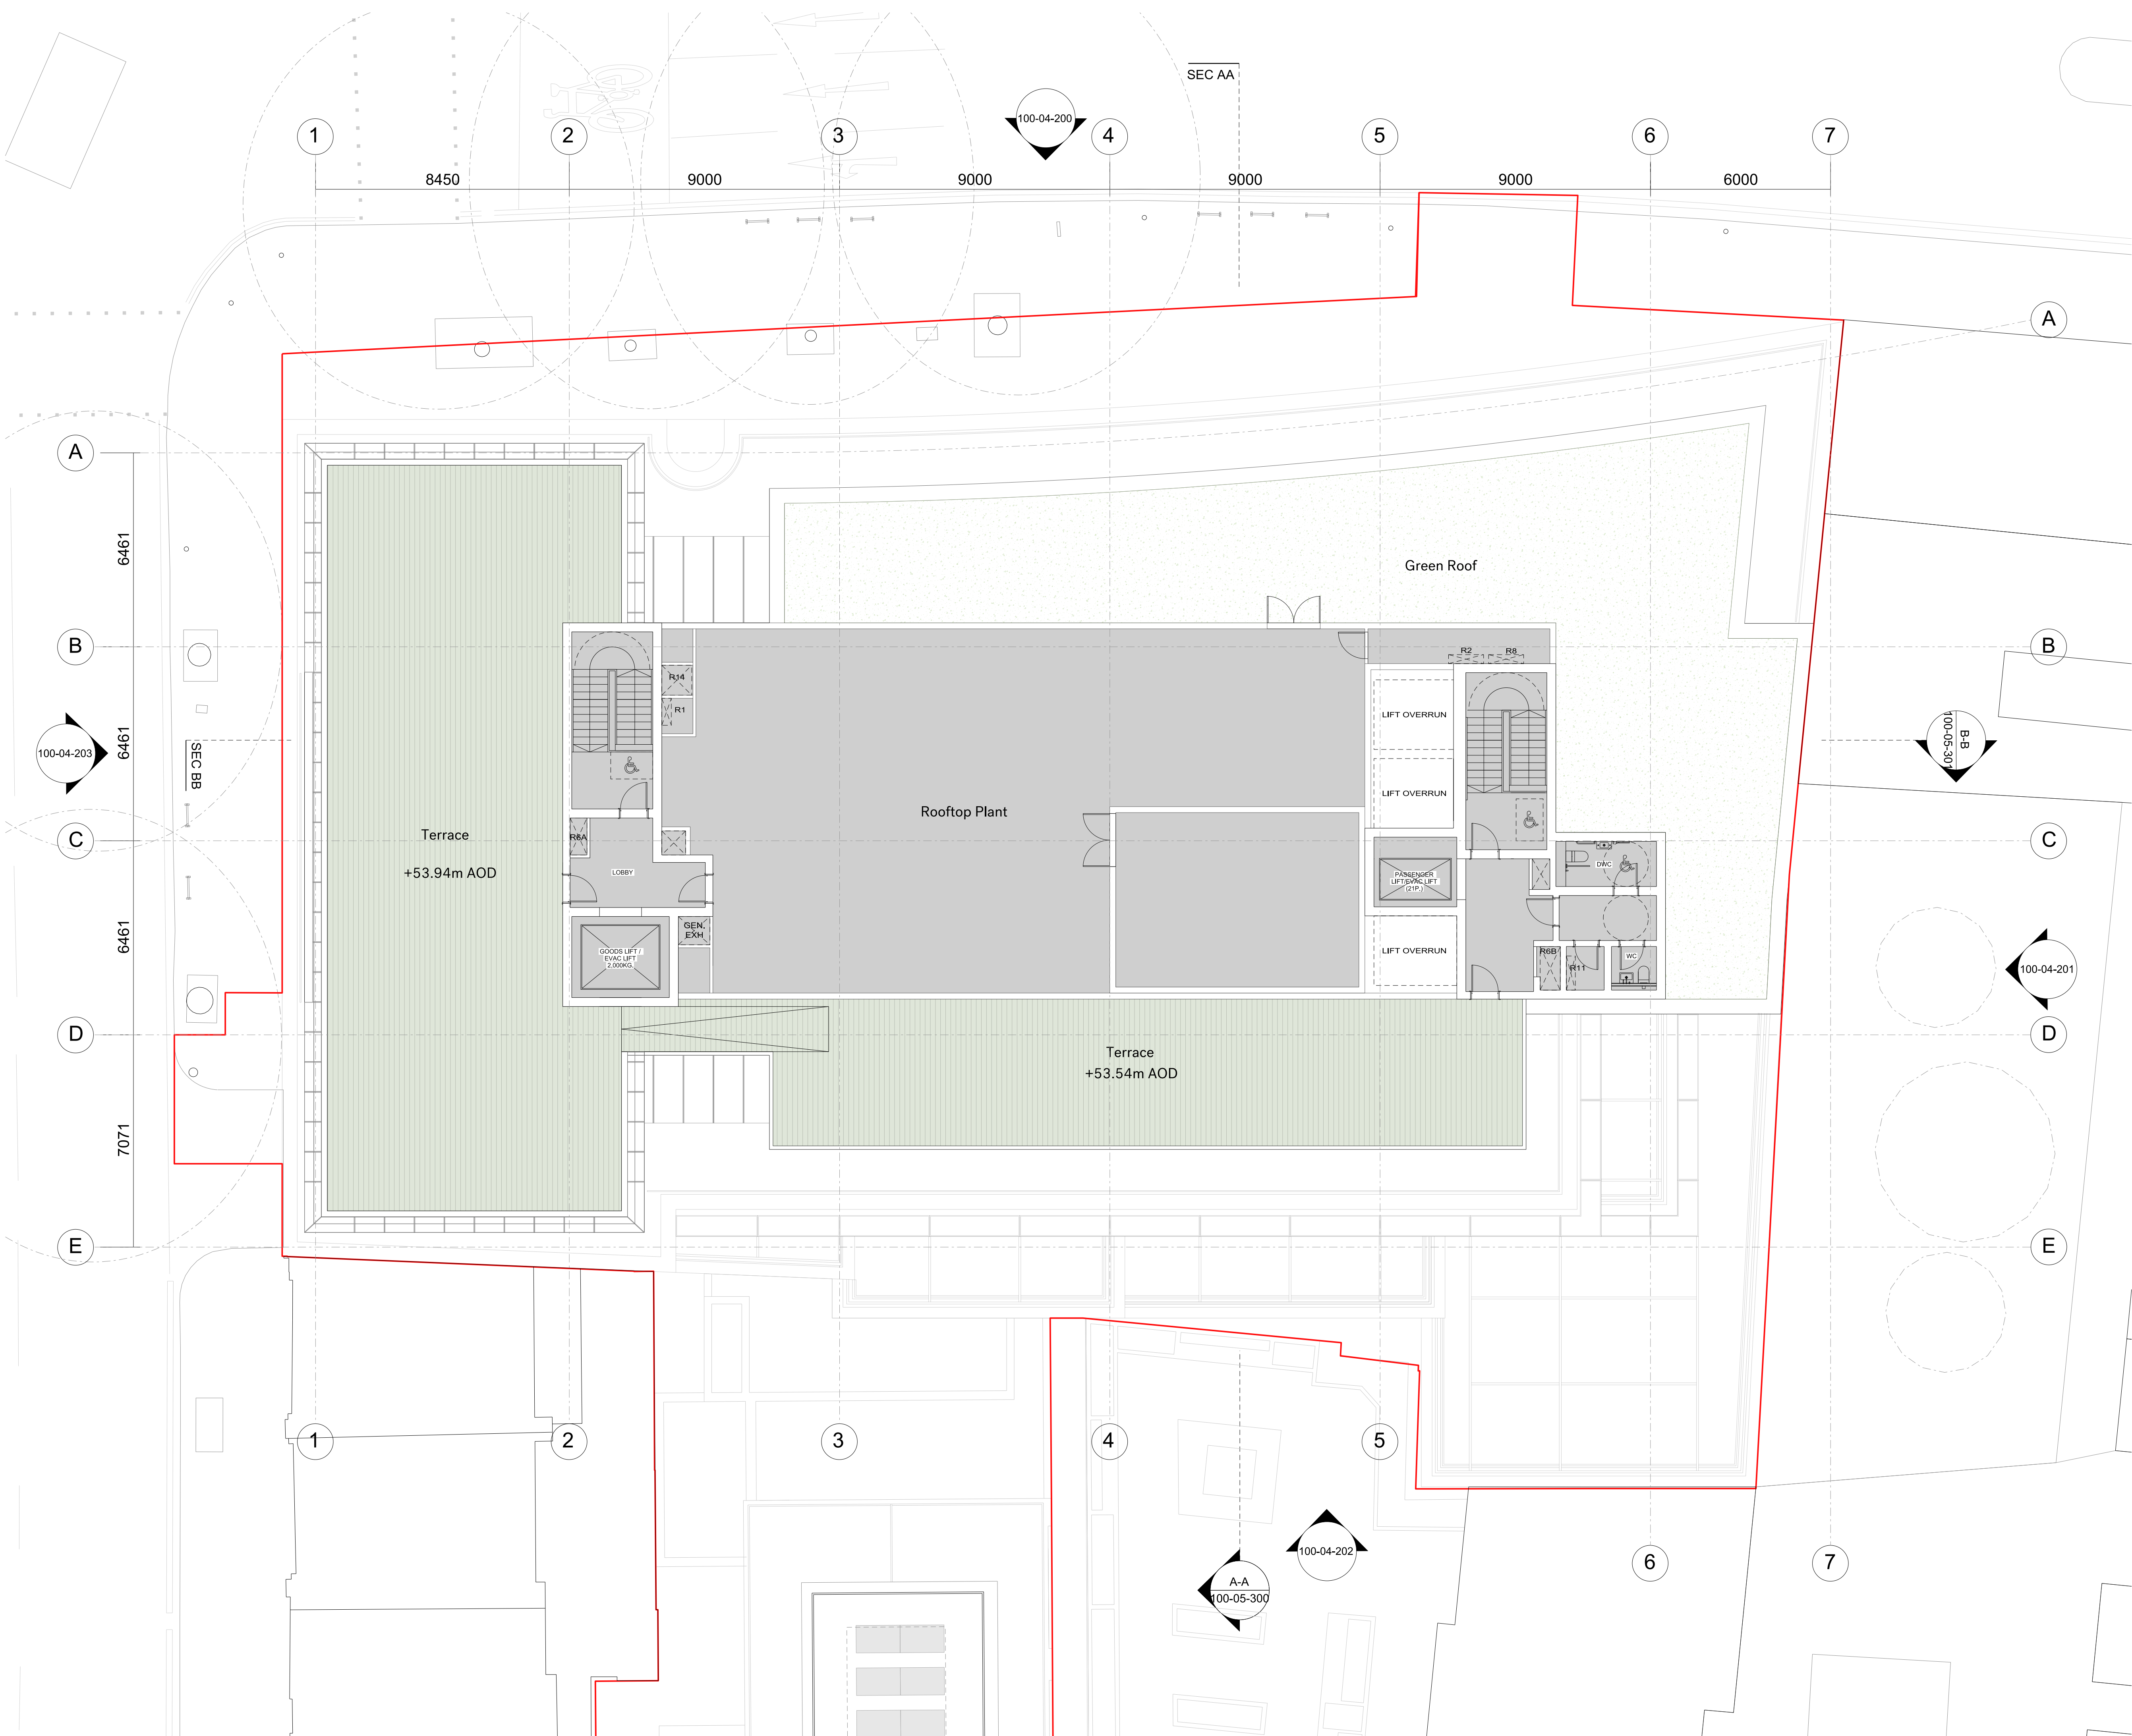 SEC AA
100-04-200
1
2
3
4
5
6
7
8450
9000
9000
9000
9000
6000
A
A
6461
Green Roof
B
B
R2
R8
R14
R1
LIFT OVERRUN
6461
SEC BB
100-04-203
B-B
100-05-301
LIFT OVERRUN
Rooftop Plant
C
C
Terrace
+53.94m AOD
R6A
LOBBY
DWC
PASSENGER
LIFT/EVAC LIFT
(21P.)
6461
GEN.
EXH
GOODS LIFT /
EVAC LIFT
2,000KG.
LIFT OVERRUN
R6B
R11
WC
100-04-201
D
D
Terrace
+53.54m AOD
7071
E
E
1
2
3
4
5
6
7
100-04-202
A-A
100-05-300